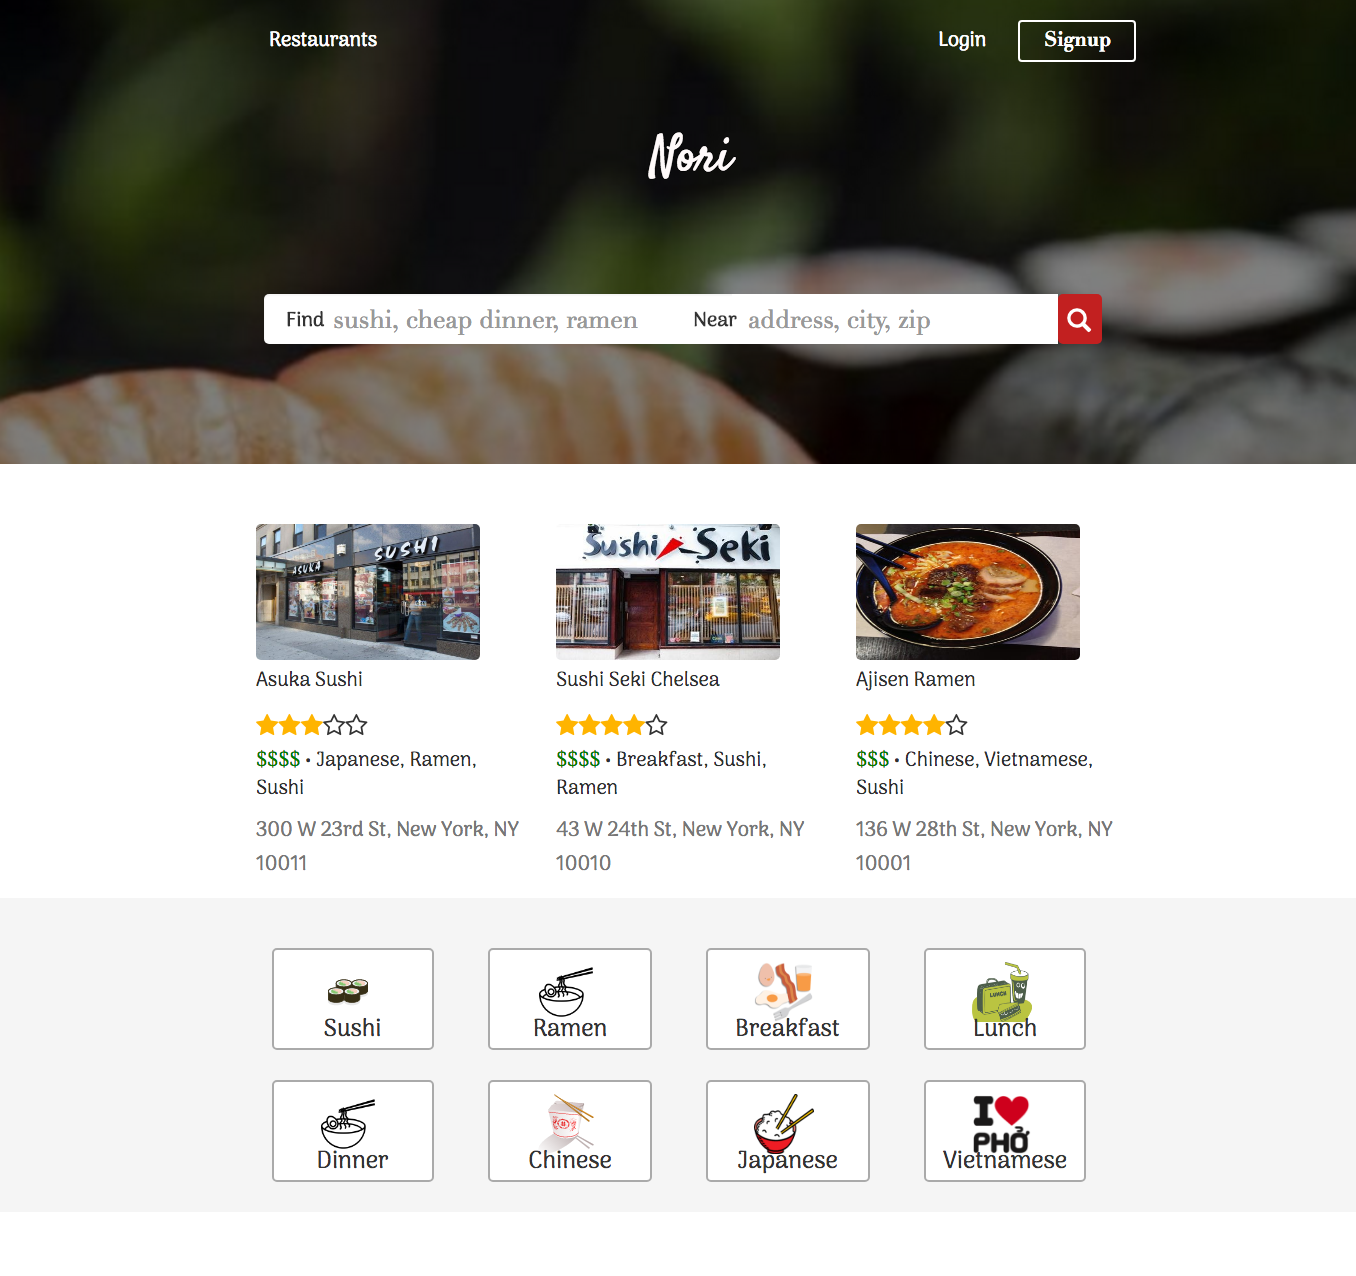 Restaurants
Login
Signup
Nori
Find sushi, cheap dinner, ramen
Near address, city, zip
ASUKA
SUSHI
Sushi Seki
Asuka Sushi
$$$$ • Japanese, Ramen,
Sushi
300 W 23rd St, New York, NY
10011
Sushi Seki Chelsea
$$$$ • Breakfast, Sushi,
Ramen
43 W 24th St, New York, NY
10010
Ajisen Ramen
$$$ • Chinese, Vietnamese,
Sushi
136 W 28th St, New York, NY
10001
Sushi
Ramen
Breakfast
LUNCH
Lunch
Dinner
Chinese
Japanese
I
PHỞ
Vietnamese